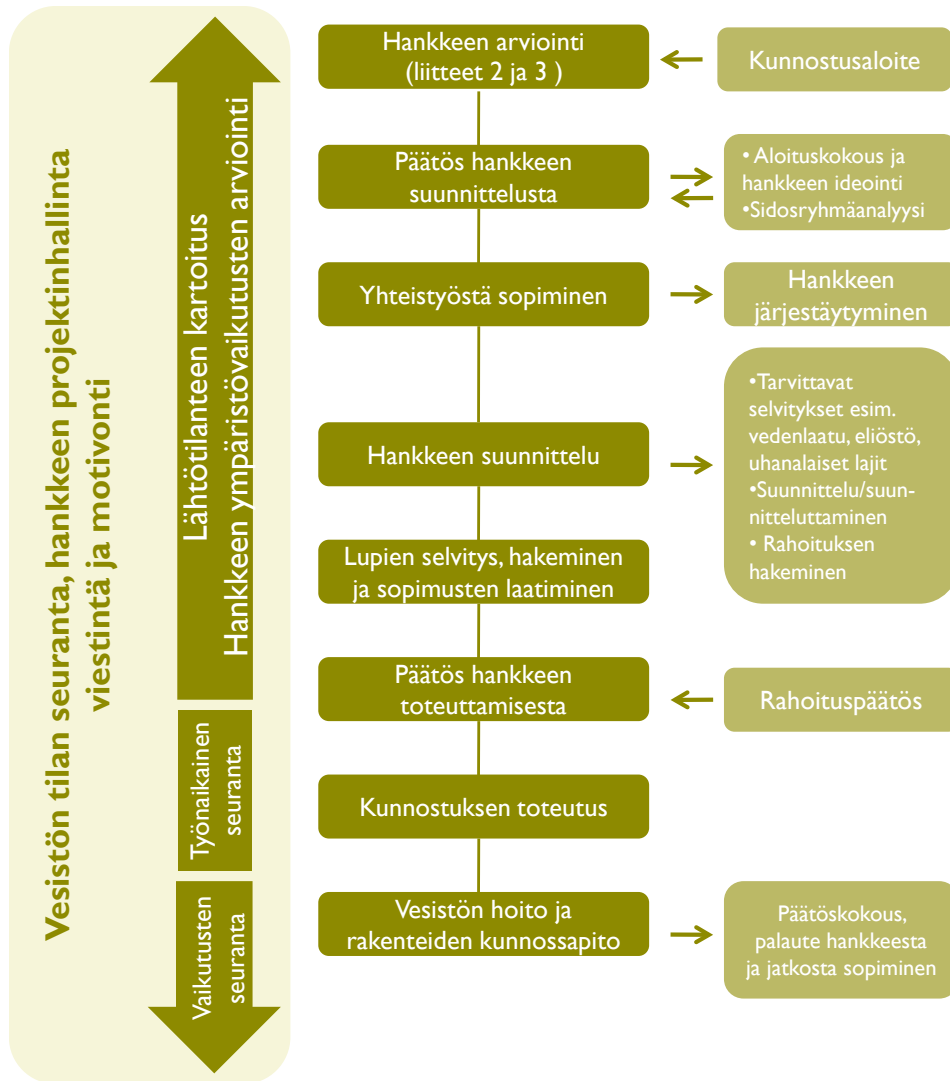 Vesistön tilan seuranta, hankkeen projektinhallinta
viestintä ja motivonti
Lähtötilanteen kartoitus
Hankkeen ympäristövaikutusten arviointi
Työnaikainen
seuranta
Vaikutusten
seuranta
Hankkeen arviointi
(liitteet 2 ja 3 )
Kunnostusaloite
Päätös hankkeen
suunnittelusta
• Aloituskokous ja
hankkeen ideointi
•Sidosryhmäanalyysi
Yhteistyöstä sopiminen
Hankkeen
järjestäytyminen
Hankkeen suunnittelu
•Tarvittavat
selvitykset esim.
vedenlaatu, eliöstö,
uhanalaiset lajit
•Suunnittelu/suun-
nitteluttaminen
• Rahoituksen
hakeminen
Lupien selvitys, hakeminen
ja sopimusten laatiminen
Päätös hankkeen
toteuttamisesta
Rahoituspäätös
Kunnostuksen toteutus
Vesistön hoito ja
rakenteiden kunnossapito
Päätöskokous,
palaute hankkeesta
ja jatkosta sopiminen